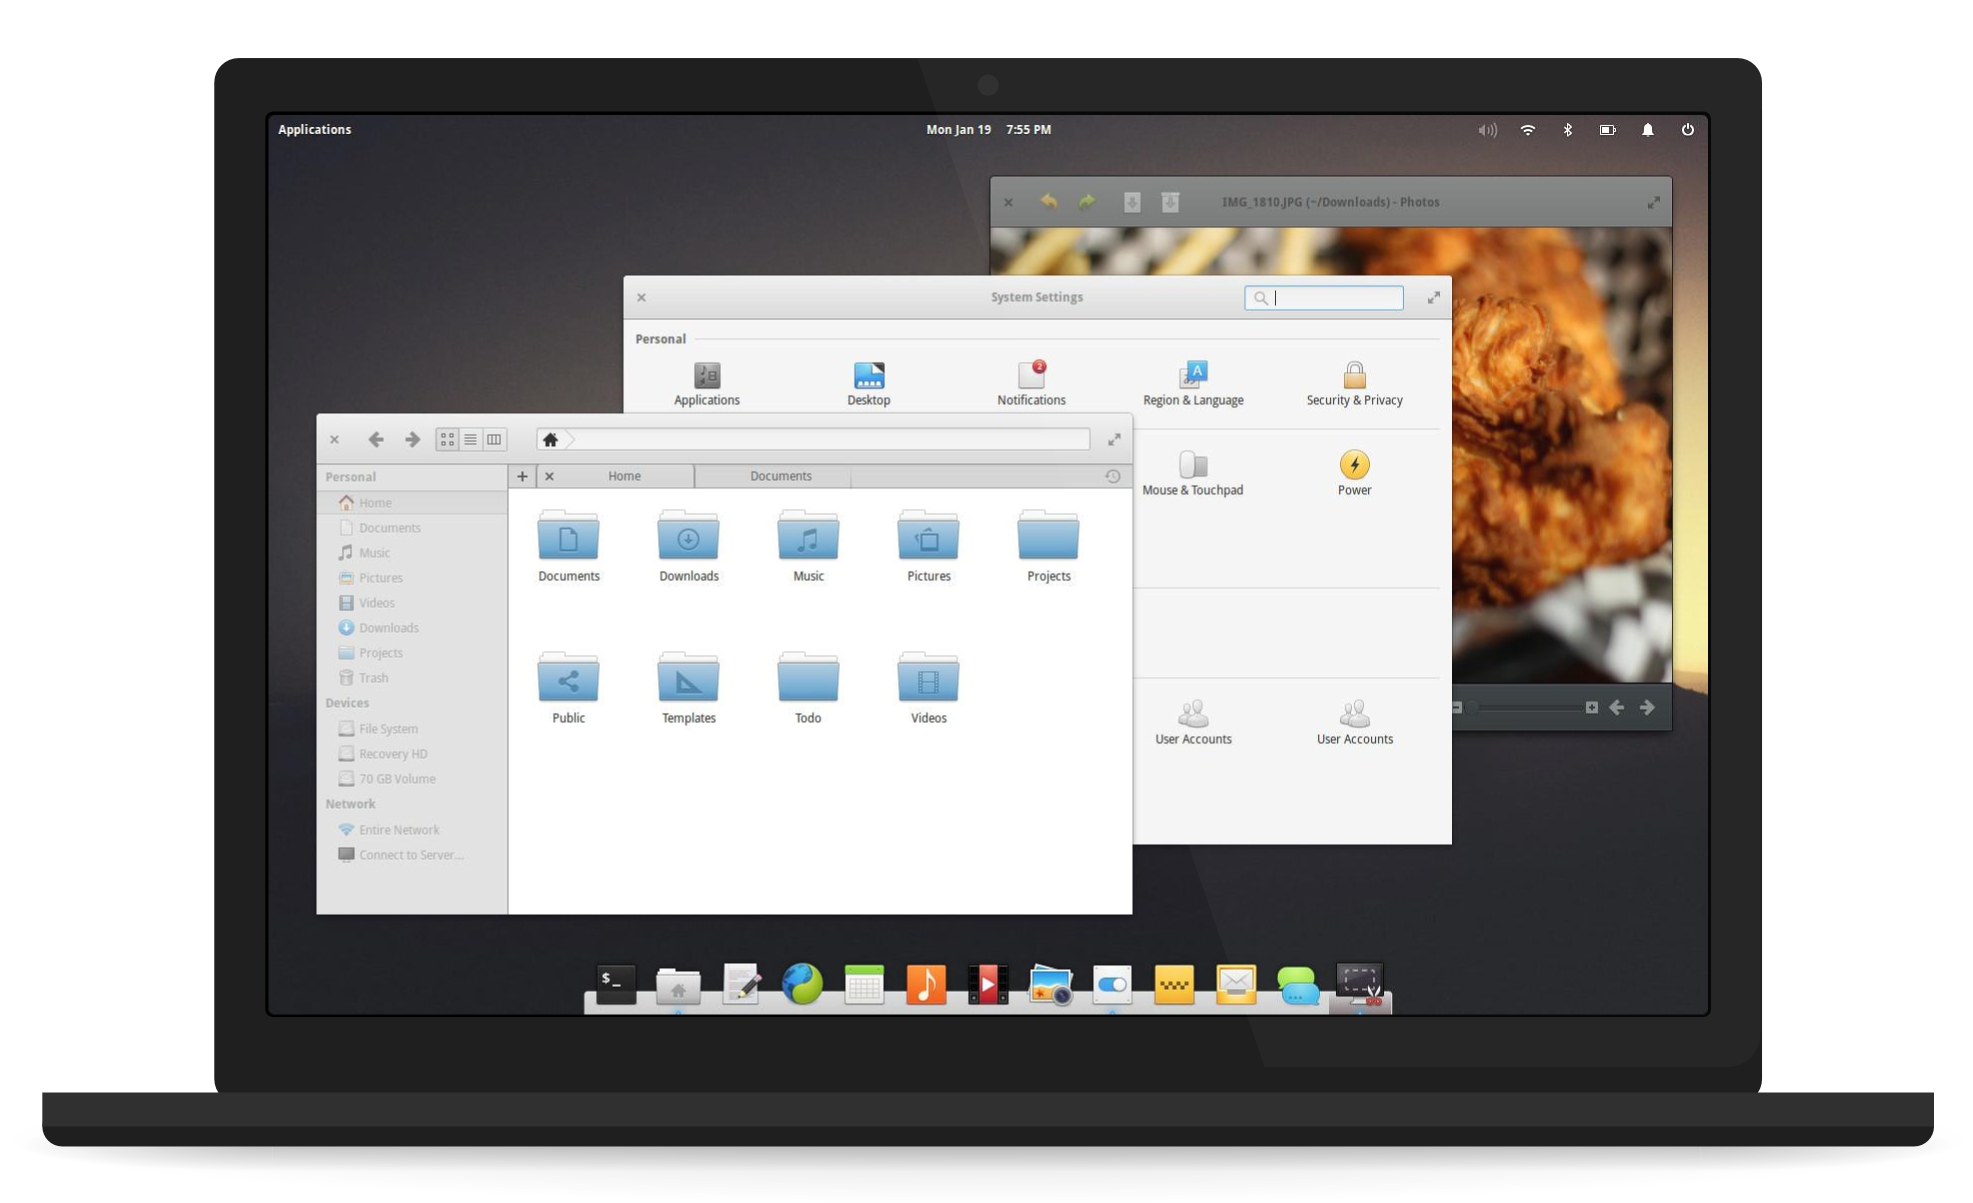 Applications
Mon Jan 19 7:55 PM
IMG_1810.JPG (~/Downloads) - Photos
System Settings
Personal
Applications
Desktop
2
Notifications
A
Region & Language
Security & Privacy
Mouse & Touchpad
Power
User Accounts
User Accounts
Personal
Home
Documents
Music
Pictures
Videos
Downloads
Projects
Trash
Devices
File System
Recovery HD
70 GB Volume
Network
Entire Network
Connect to Server...
Home
Documents
Documents
Downloads
Music
Pictures
Projects
Public
Templates
Todo
Videos
$_